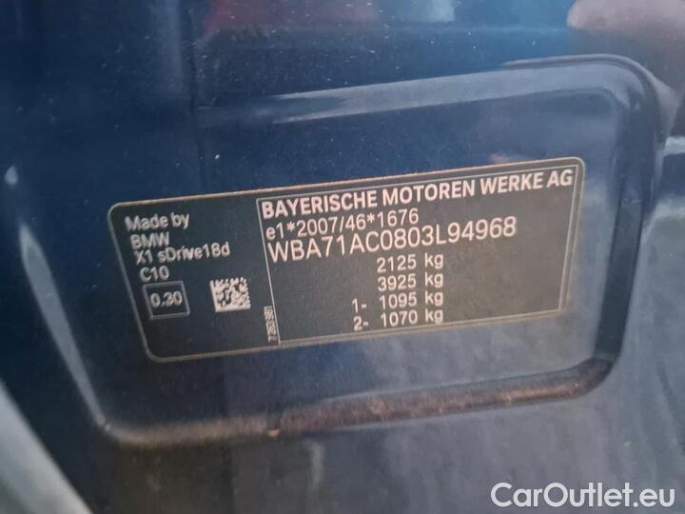 Made by
BMW
X1 sDrive18d
C10
0.20
BAYERISCHE MOTOREN WERKE AG
e1*2007/46*1676
WBA71AC0803L94968
2125 kg
3925 kg
1- 1095 kg
2- 1070 kg
CarOutlet.eu